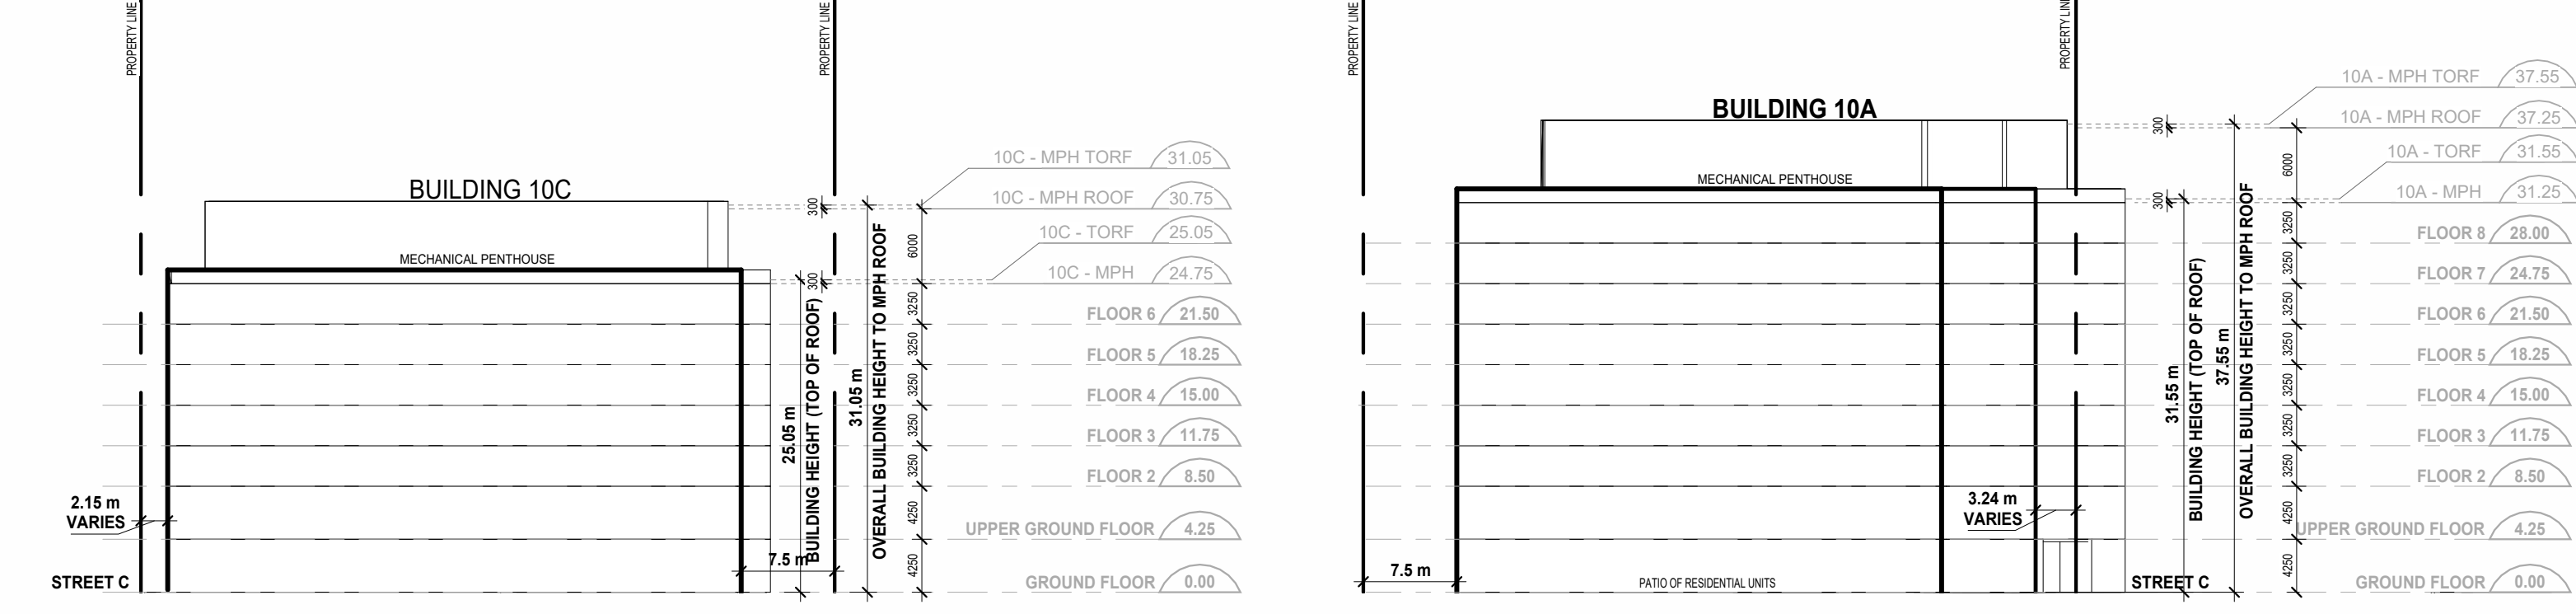 PROPERTY LINE
PROPERTY LINE
BUILDING 10C
MECHANICAL PENTHOUSE
2.15 m
VARIES
STREET C
7.5 m
25.05 m
BUILDING HEIGHT (TOP OF ROOF)
31.05 m
OVERALL BUILDING HEIGHT TO MPH ROOF
300
300
6000
3250
3250
3250
3250
3250
4250
4250
10C - MPH TORF 31.05
10C - MPH ROOF 30.75
10C - TORF 25.05
10C - MPH 24.75
FLOOR 6 21.50
FLOOR 5 18.25
FLOOR 4 15.00
FLOOR 3 11.75
FLOOR 2 8.50
UPPER GROUND FLOOR 4.25
GROUND FLOOR 0.00
PROPERTY LINE
PROPERTY LINE
BUILDING 10A
MECHANICAL PENTHOUSE
3.24 m
VARIES
7.5 m
PATIO OF RESIDENTIAL UNITS
STREET C
31.55 m
BUILDING HEIGHT (TOP OF ROOF)
37.55 m
OVERALL BUILDING HEIGHT TO MPH ROOF
300
300
6000
3250
3250
3250
3250
3250
3250
3250
4250
4250
10A - MPH TORF 37.55
10A - MPH ROOF 37.25
10A - TORF 31.55
10A - MPH 31.25
FLOOR 8 28.00
FLOOR 7 24.75
FLOOR 6 21.50
FLOOR 5 18.25
FLOOR 4 15.00
FLOOR 3 11.75
FLOOR 2 8.50
UPPER GROUND FLOOR 4.25
GROUND FLOOR 0.00